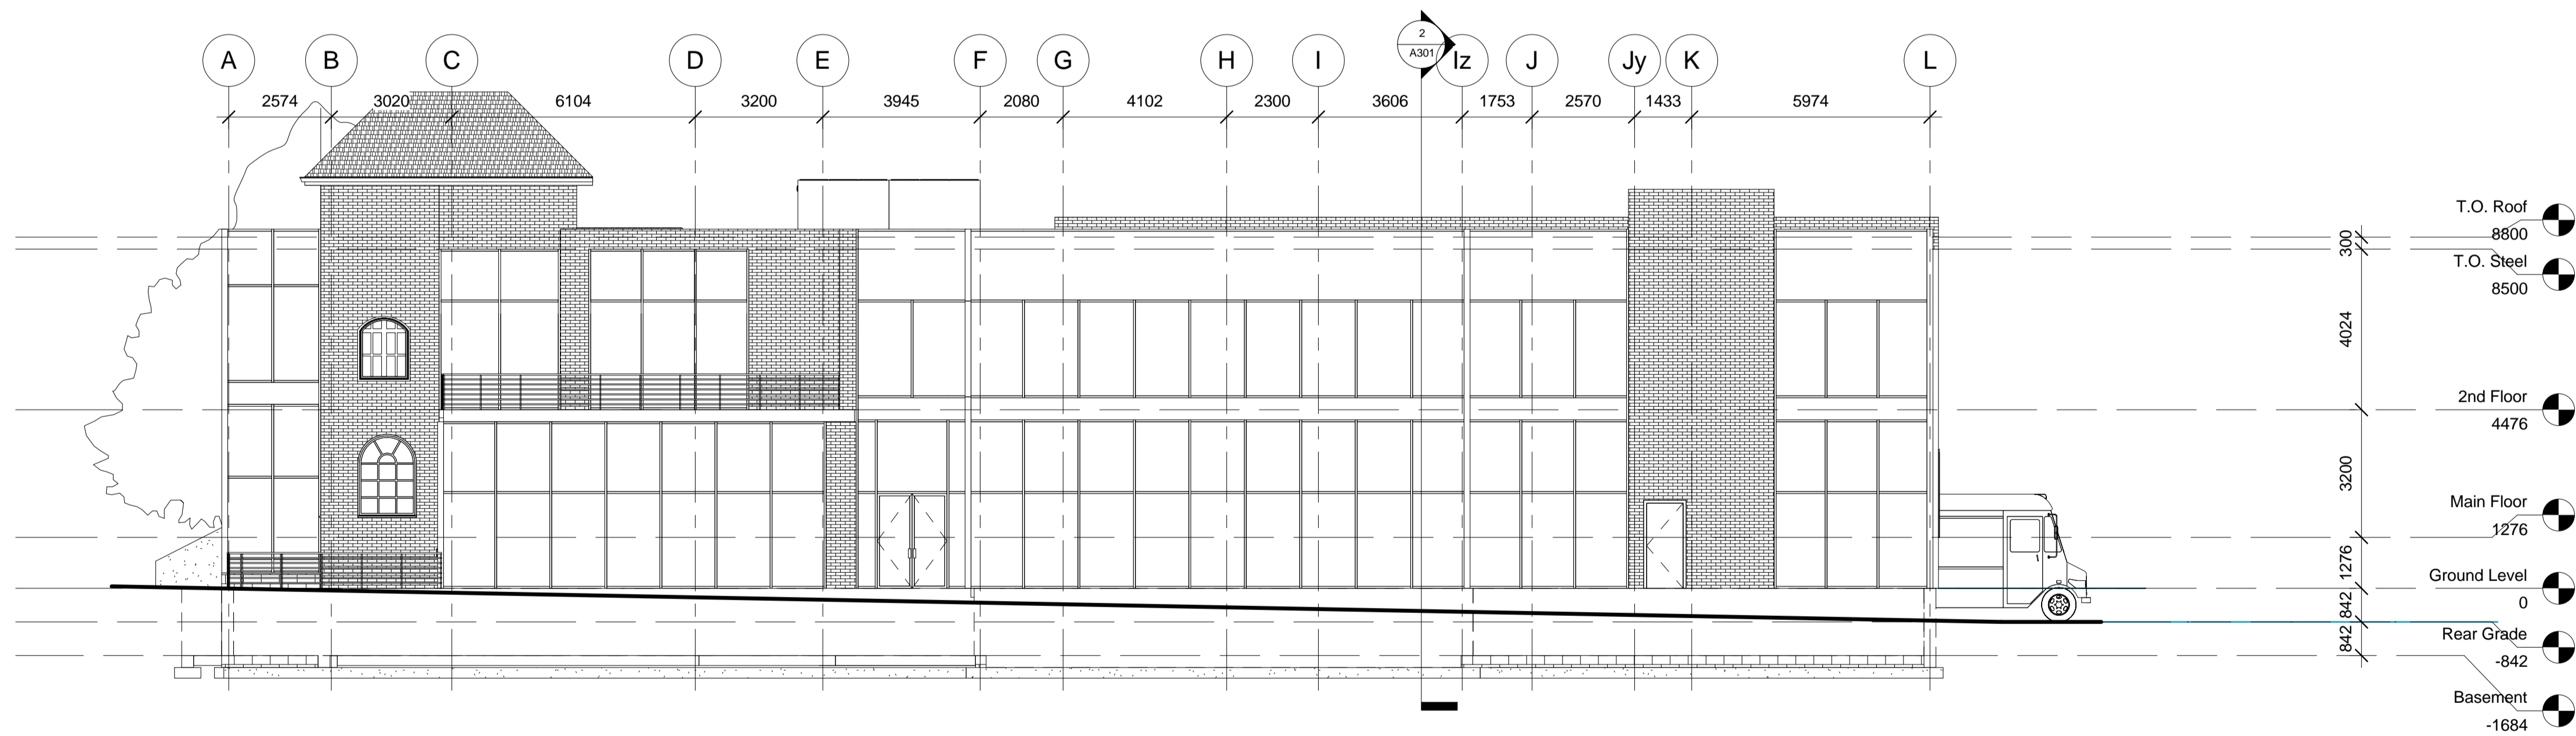 2
A301
A B C D E F G H I Iz J Jy K L
2574 3020 6104 3200 3945 2080 4102 2300 3606 1753 2570 1433 5974
T.O. Roof
8800
300
T.O. Steel
8500
4024
2nd Floor
4476
3200
Main Floor
1276
1276
Ground Level
0
842
Rear Grade
-842
842
Basement
-1684